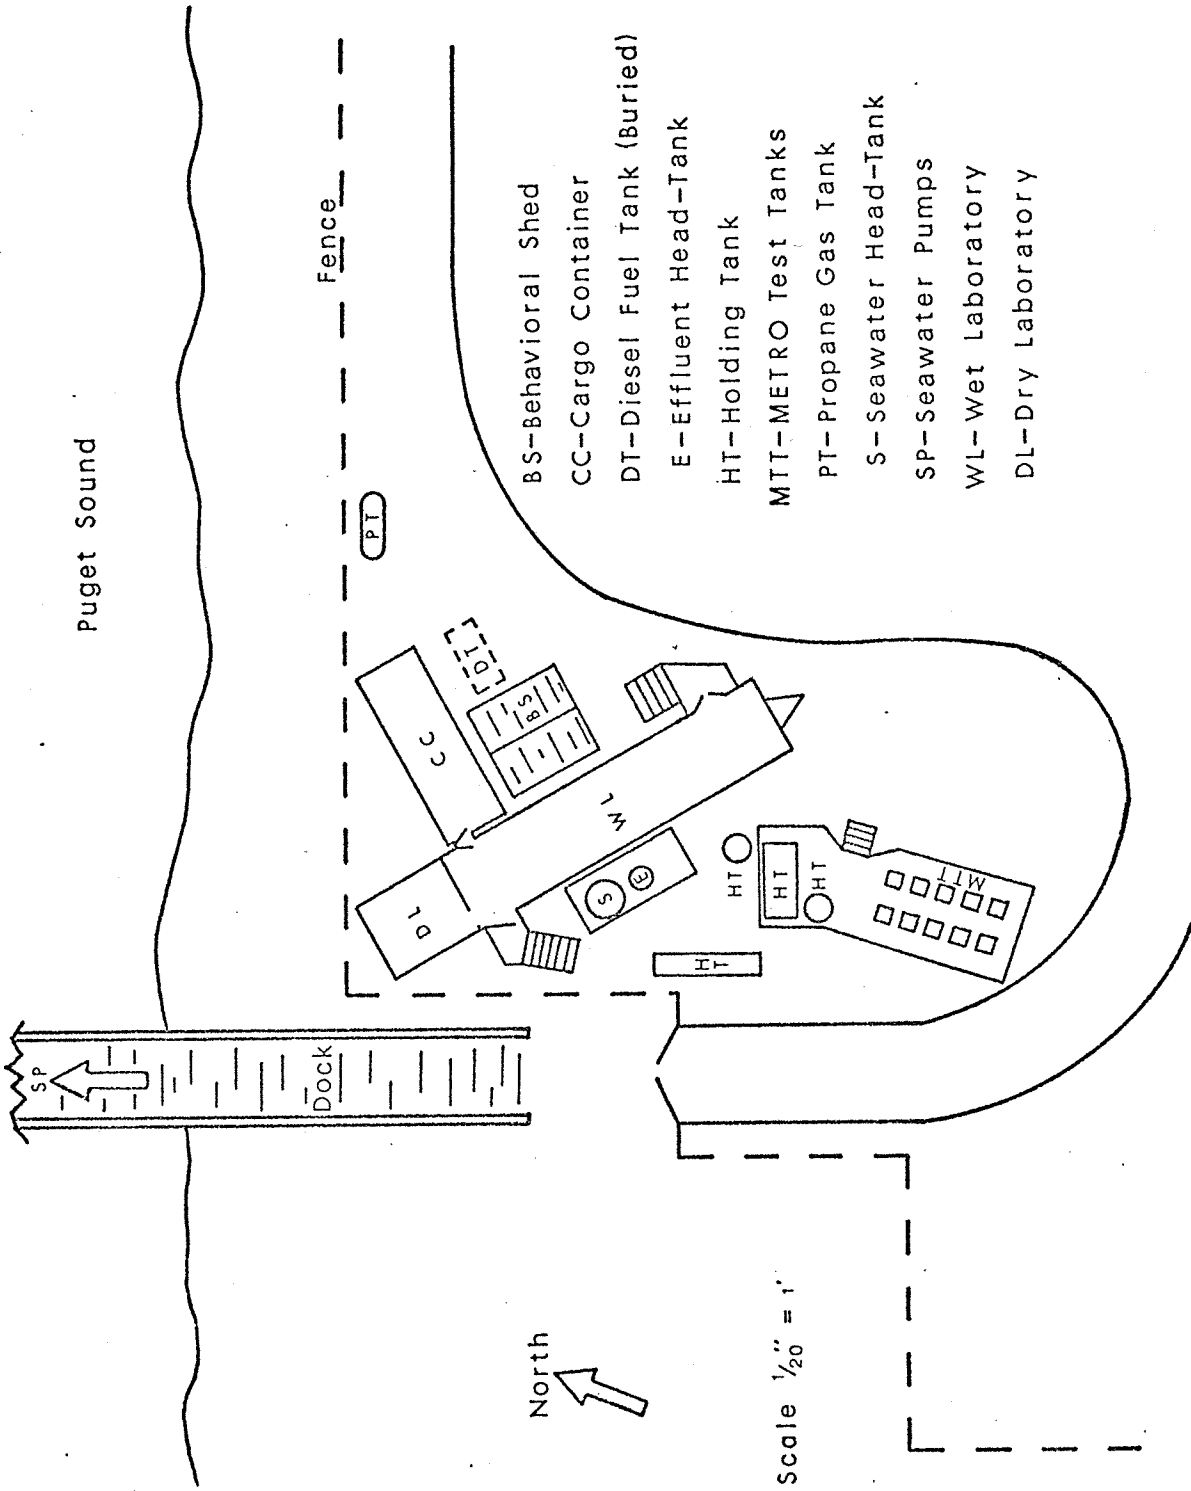 Puget Sound
Fence
SP
Dock
PT
CC
DT
BS
DL
WL
S
E
HT
HT
HT
HT
MTT
North
Scale 1/20" = 1'
BS-Behavioral Shed
CC-Cargo Container
DT-Diesel Fuel Tank (Buried)
E-Effluent Head-Tank
HT-Holding Tank
MTT-METRO Test Tanks
PT-Propane Gas Tank
S-Seawater Head-Tank
SP-Seawater Pumps
WL-Wet Laboratory
DL-Dry Laboratory